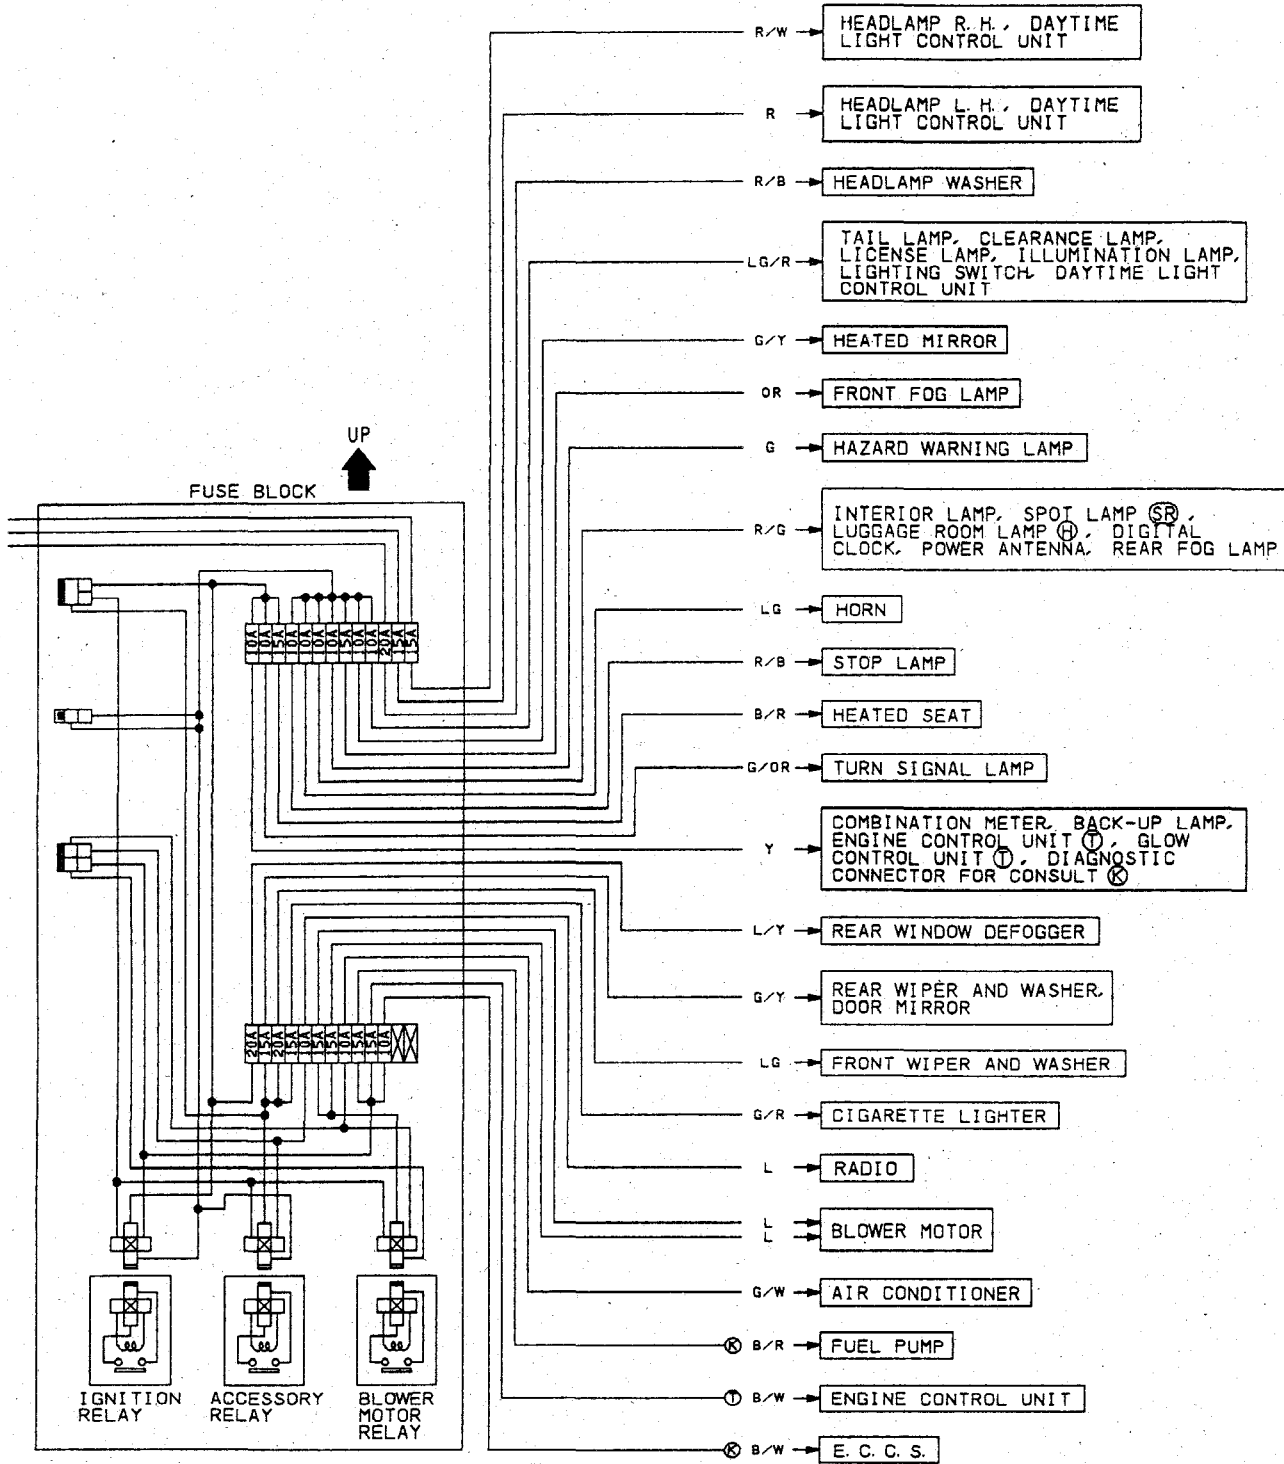 R/W
HEADLAMP R. H., DAYTIME
LIGHT CONTROL UNIT
R
HEADLAMP L. H., DAYTIME
LIGHT CONTROL UNIT
R/B
HEADLAMP WASHER
LG/R
TAIL LAMP, CLEARANCE LAMP,
LICENSE LAMP, ILLUMINATION LAMP,
LIGHTING SWITCH, DAYTIME LIGHT
CONTROL UNIT
G/Y
HEATED MIRROR
OR
FRONT FOG LAMP
G
HAZARD WARNING LAMP
UP
FUSE BLOCK
R/G
INTERIOR LAMP, SPOT LAMP (SR),
LUGGAGE ROOM LAMP (H), DIGITAL
CLOCK, POWER ANTENNA, REAR FOG LAMP
LG
HORN
10A 10A 15A 10A 10A 10A 10A 15A 10A 10A 20A 15A 15A
R/B
STOP LAMP
B/R
HEATED SEAT
G/OR
TURN SIGNAL LAMP
Y
COMBINATION METER, BACK-UP LAMP,
ENGINE CONTROL UNIT (T), GLOW
CONTROL UNIT (T), DIAGNOSTIC
CONNECTOR FOR CONSULT (K)
L/Y
REAR WINDOW DEFOGGER
G/Y
REAR WIPER AND WASHER,
DOOR MIRROR
20A 15A 20A 15A 10A 15A 15A 10A 15A 15A 10A
LG
FRONT WIPER AND WASHER
G/R
CIGARETTE LIGHTER
L
RADIO
L
L
BLOWER MOTOR
G/W
AIR CONDITIONER
(K) B/R
FUEL PUMP
(T) B/W
ENGINE CONTROL UNIT
(K) B/W
E. C. C. S.
IGNITION
RELAY
ACCESSORY
RELAY
BLOWER
MOTOR
RELAY